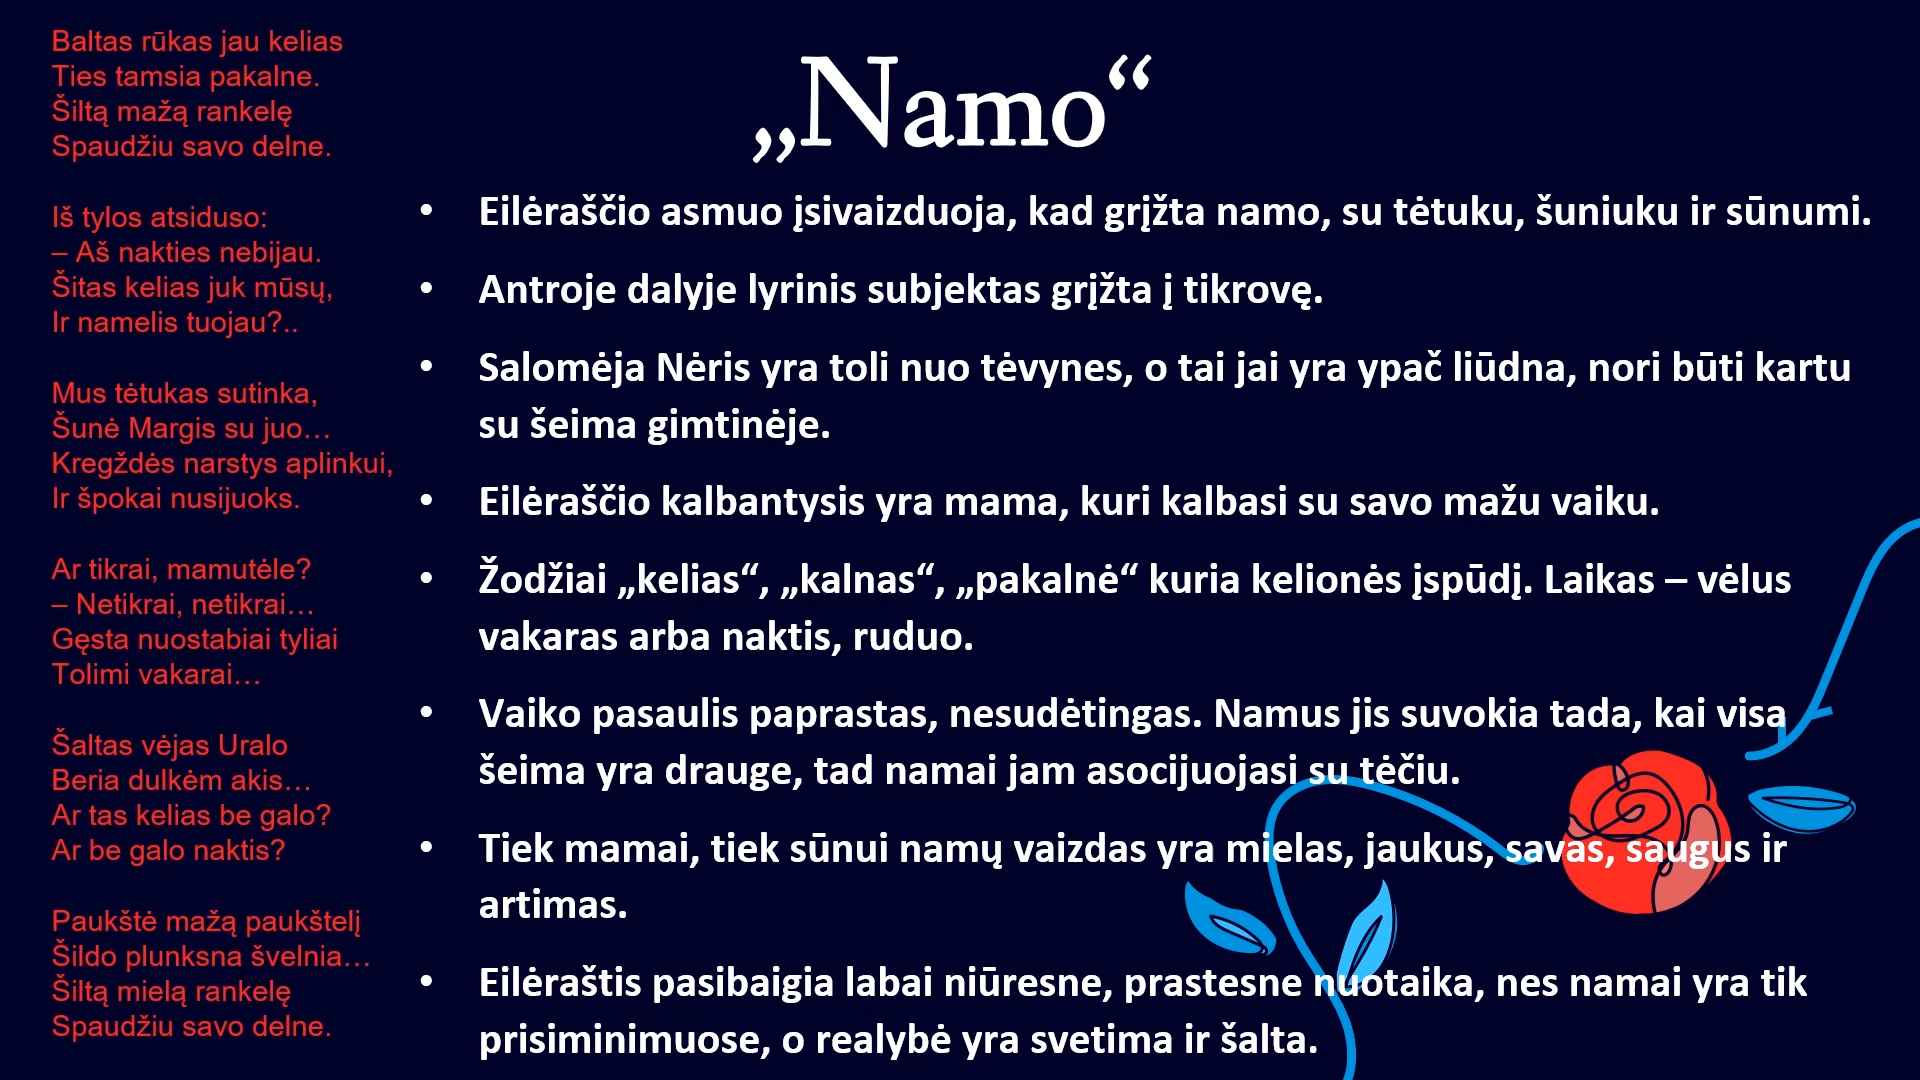 „Namo“
Baltas rūkas jau kelias
Ties tamsia pakalne.
Šiltą mažą rankelę
Spaudžiu savo delne.
Iš tylos atsiduso:
– Aš nakties nebijau.
Šitas kelias juk mūsų,
Ir namelis tuojau?..
Mus tėtukas sutinka,
Šunė Margis su juo…
Kregždės narstys aplinkui,
Ir špokai nusijuoks.
Ar tikrai, mamutėle?
– Netikrai, netikrai…
Gęsta nuostabiai tyliai
Tolimi vakarai…
Šaltas vėjas Uralo
Beria dulkėm akis…
Ar tas kelias be galo?
Ar be galo naktis?
Paukštė mažą paukštelį
Šildo plunksna švelnia…
Šiltą mielą rankelę
Spaudžiu savo delne.
• Eilėraščio asmuo įsivaizduoja, kad grįžta namo, su tėtuku, šuniuku ir sūnumi.
• Antroje dalyje lyrinis subjektas grįžta į tikrovę.
• Salomėja Nėris yra toli nuo tėvynes, o tai jai yra ypač liūdna, nori būti kartu
su šeima gimtinėje.
• Eilėraščio kalbantysis yra mama, kuri kalbasi su savo mažu vaiku.
• Žodžiai „kelias“, „kalnas“, „pakalnė“ kuria kelionės įspūdį. Laikas – vėlus
vakaras arba naktis, ruduo.
• Vaiko pasaulis paprastas, nesudėtingas. Namus jis suvokia tada, kai visa
šeima yra drauge, tad namai jam asocijuojasi su tėčiu.
• Tiek mamai, tiek sūnui namų vaizdas yra mielas, jaukus, savas, saugus ir
artimas.
• Eilėraštis pasibaigia labai niūresne, prastesne nuotaika, nes namai yra tik
prisiminimuose, o realybė yra svetima ir šalta.